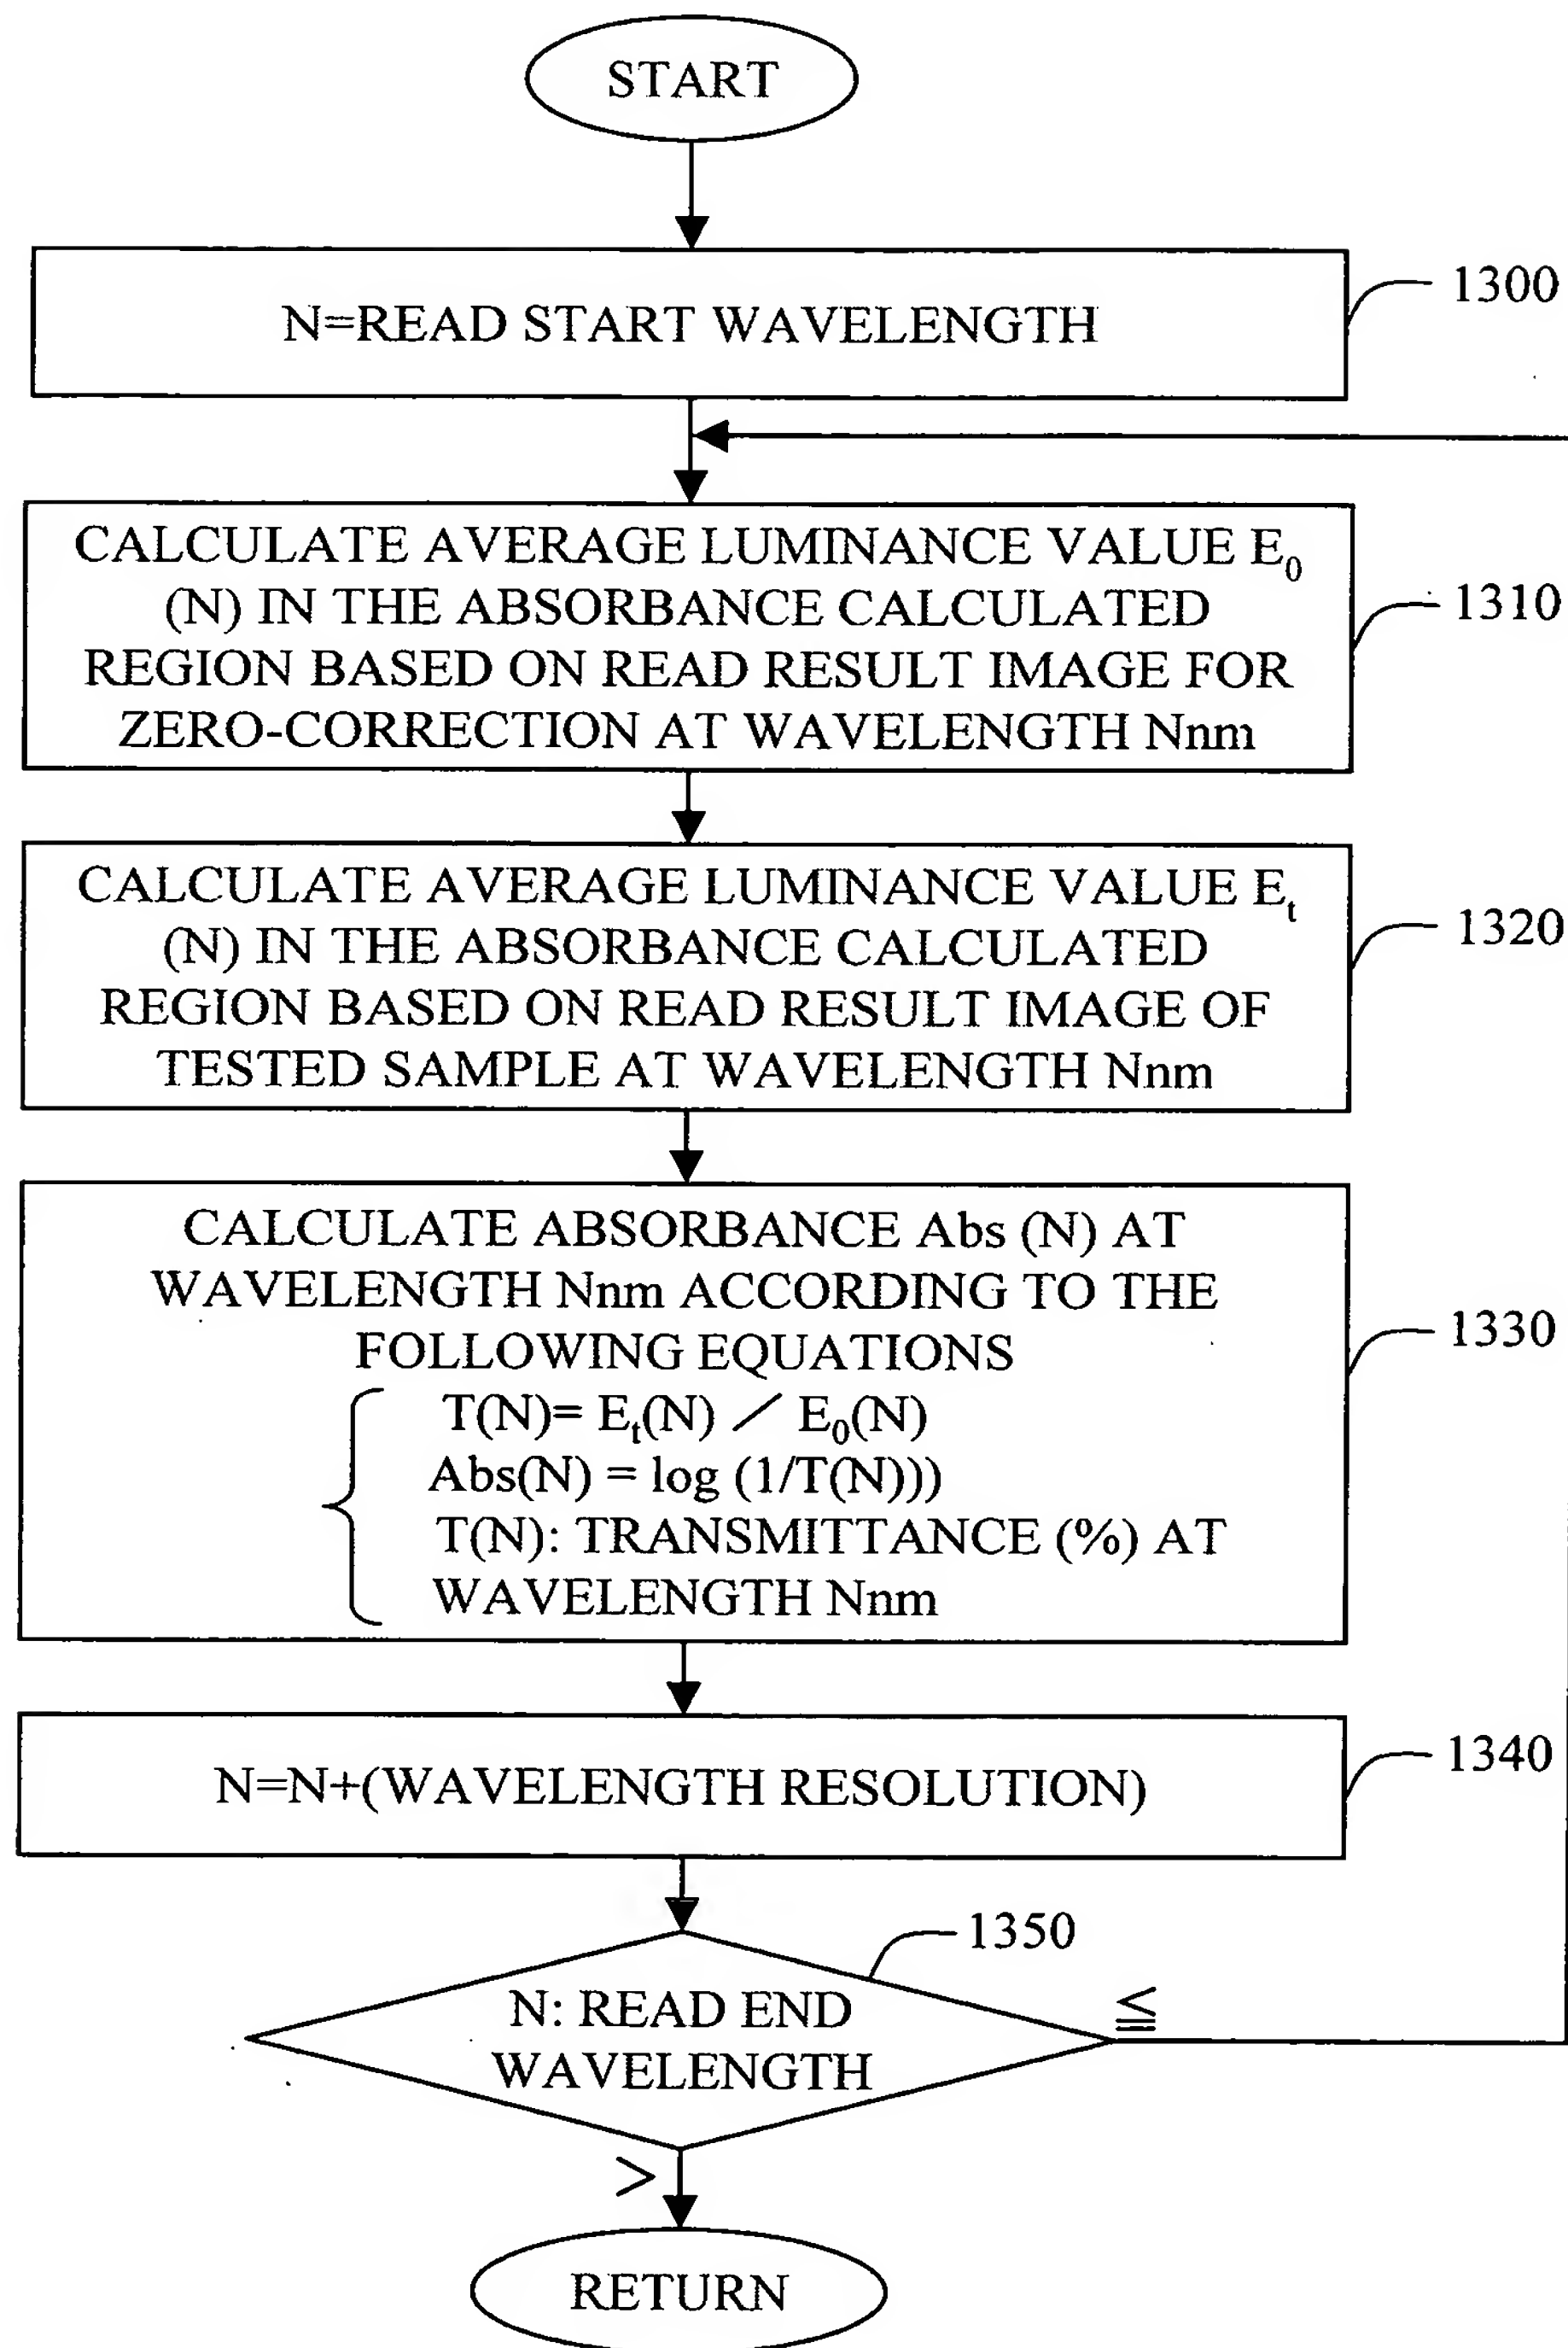 START
N=READ START WAVELENGTH
1300
CALCULATE AVERAGE LUMINANCE VALUE E₀
(N) IN THE ABSORBANCE CALCULATED
REGION BASED ON READ RESULT IMAGE FOR
ZERO-CORRECTION AT WAVELENGTH Nnm
1310
CALCULATE AVERAGE LUMINANCE VALUE Eₜ
(N) IN THE ABSORBANCE CALCULATED
REGION BASED ON READ RESULT IMAGE OF
TESTED SAMPLE AT WAVELENGTH Nnm
1320
CALCULATE ABSORBANCE Abs (N) AT
WAVELENGTH Nnm ACCORDING TO THE
FOLLOWING EQUATIONS
T(N)= Eₜ(N) ∕ E₀(N)
Abs(N) = log (1/T(N)))
T(N): TRANSMITTANCE (%) AT
WAVELENGTH Nnm
1330
N=N+(WAVELENGTH RESOLUTION)
1340
1350
N: READ END
WAVELENGTH
≦
>
RETURN